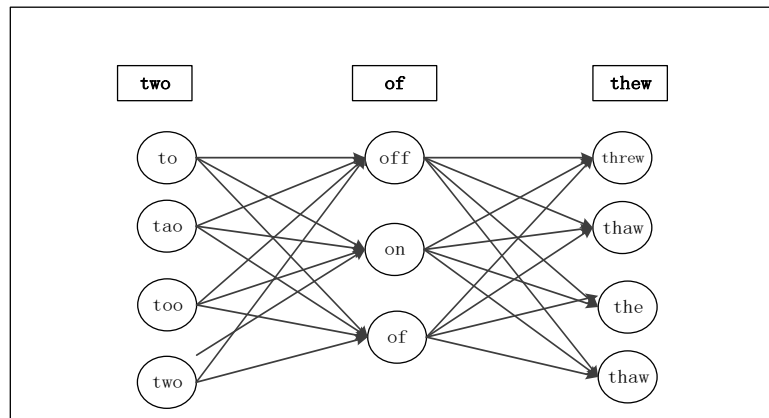 two of thew
to off threw
tao thaw
on
too the
of
two thaw